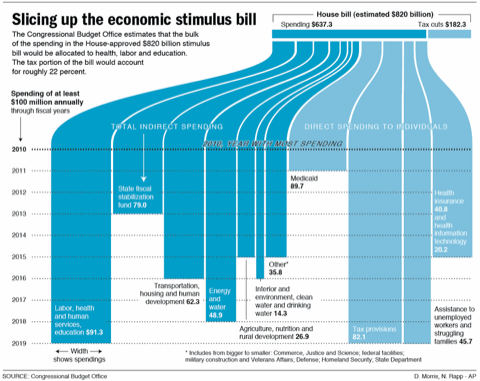 Slicing up the economic stimulus bill
The Congressional Budget Office estimates that the bulk
of the spending in the House-approved $820 billion stimulus
bill would be allocated to health, labor and education.
The tax portion of the bill would account
for roughly 22 percent.
House bill (estimated $820 billion)
Spending $637.3
Tax cuts $182.3
Spending of at least
$100 million annually
through fiscal years
TOTAL INDIRECT SPENDING
DIRECT SPENDING TO INDIVIDUALS
2010, YEAR WITH MOST SPENDING
2010
2011
2012
2013
2014
2015
2016
2017
2018
2019
State fiscal
stabilization
fund 79.0
Medicaid
89.7
Health
insurance
40.6
and
health
information
technology
20.2
Other*
35.8
Transportation,
housing and human
development 62.3
Energy
and
water
48.9
Interior and
environment, clean
water and drinking
water 14.3
Labor, health
and human
services,
education $91.3
Agriculture, nutrition and
rural development 26.9
Tax provisions
82.1
Assistance to
unemployed
workers and
struggling
families 45.7
Width
shows spendings
* Includes from bigger to smaller: Commerce, Justice and Science; federal facilities;
military construction and Veterans Affairs; Defense; Homeland Security; State Department
SOURCE: Congressional Budget Office
D. Morris, N. Rapp - AP